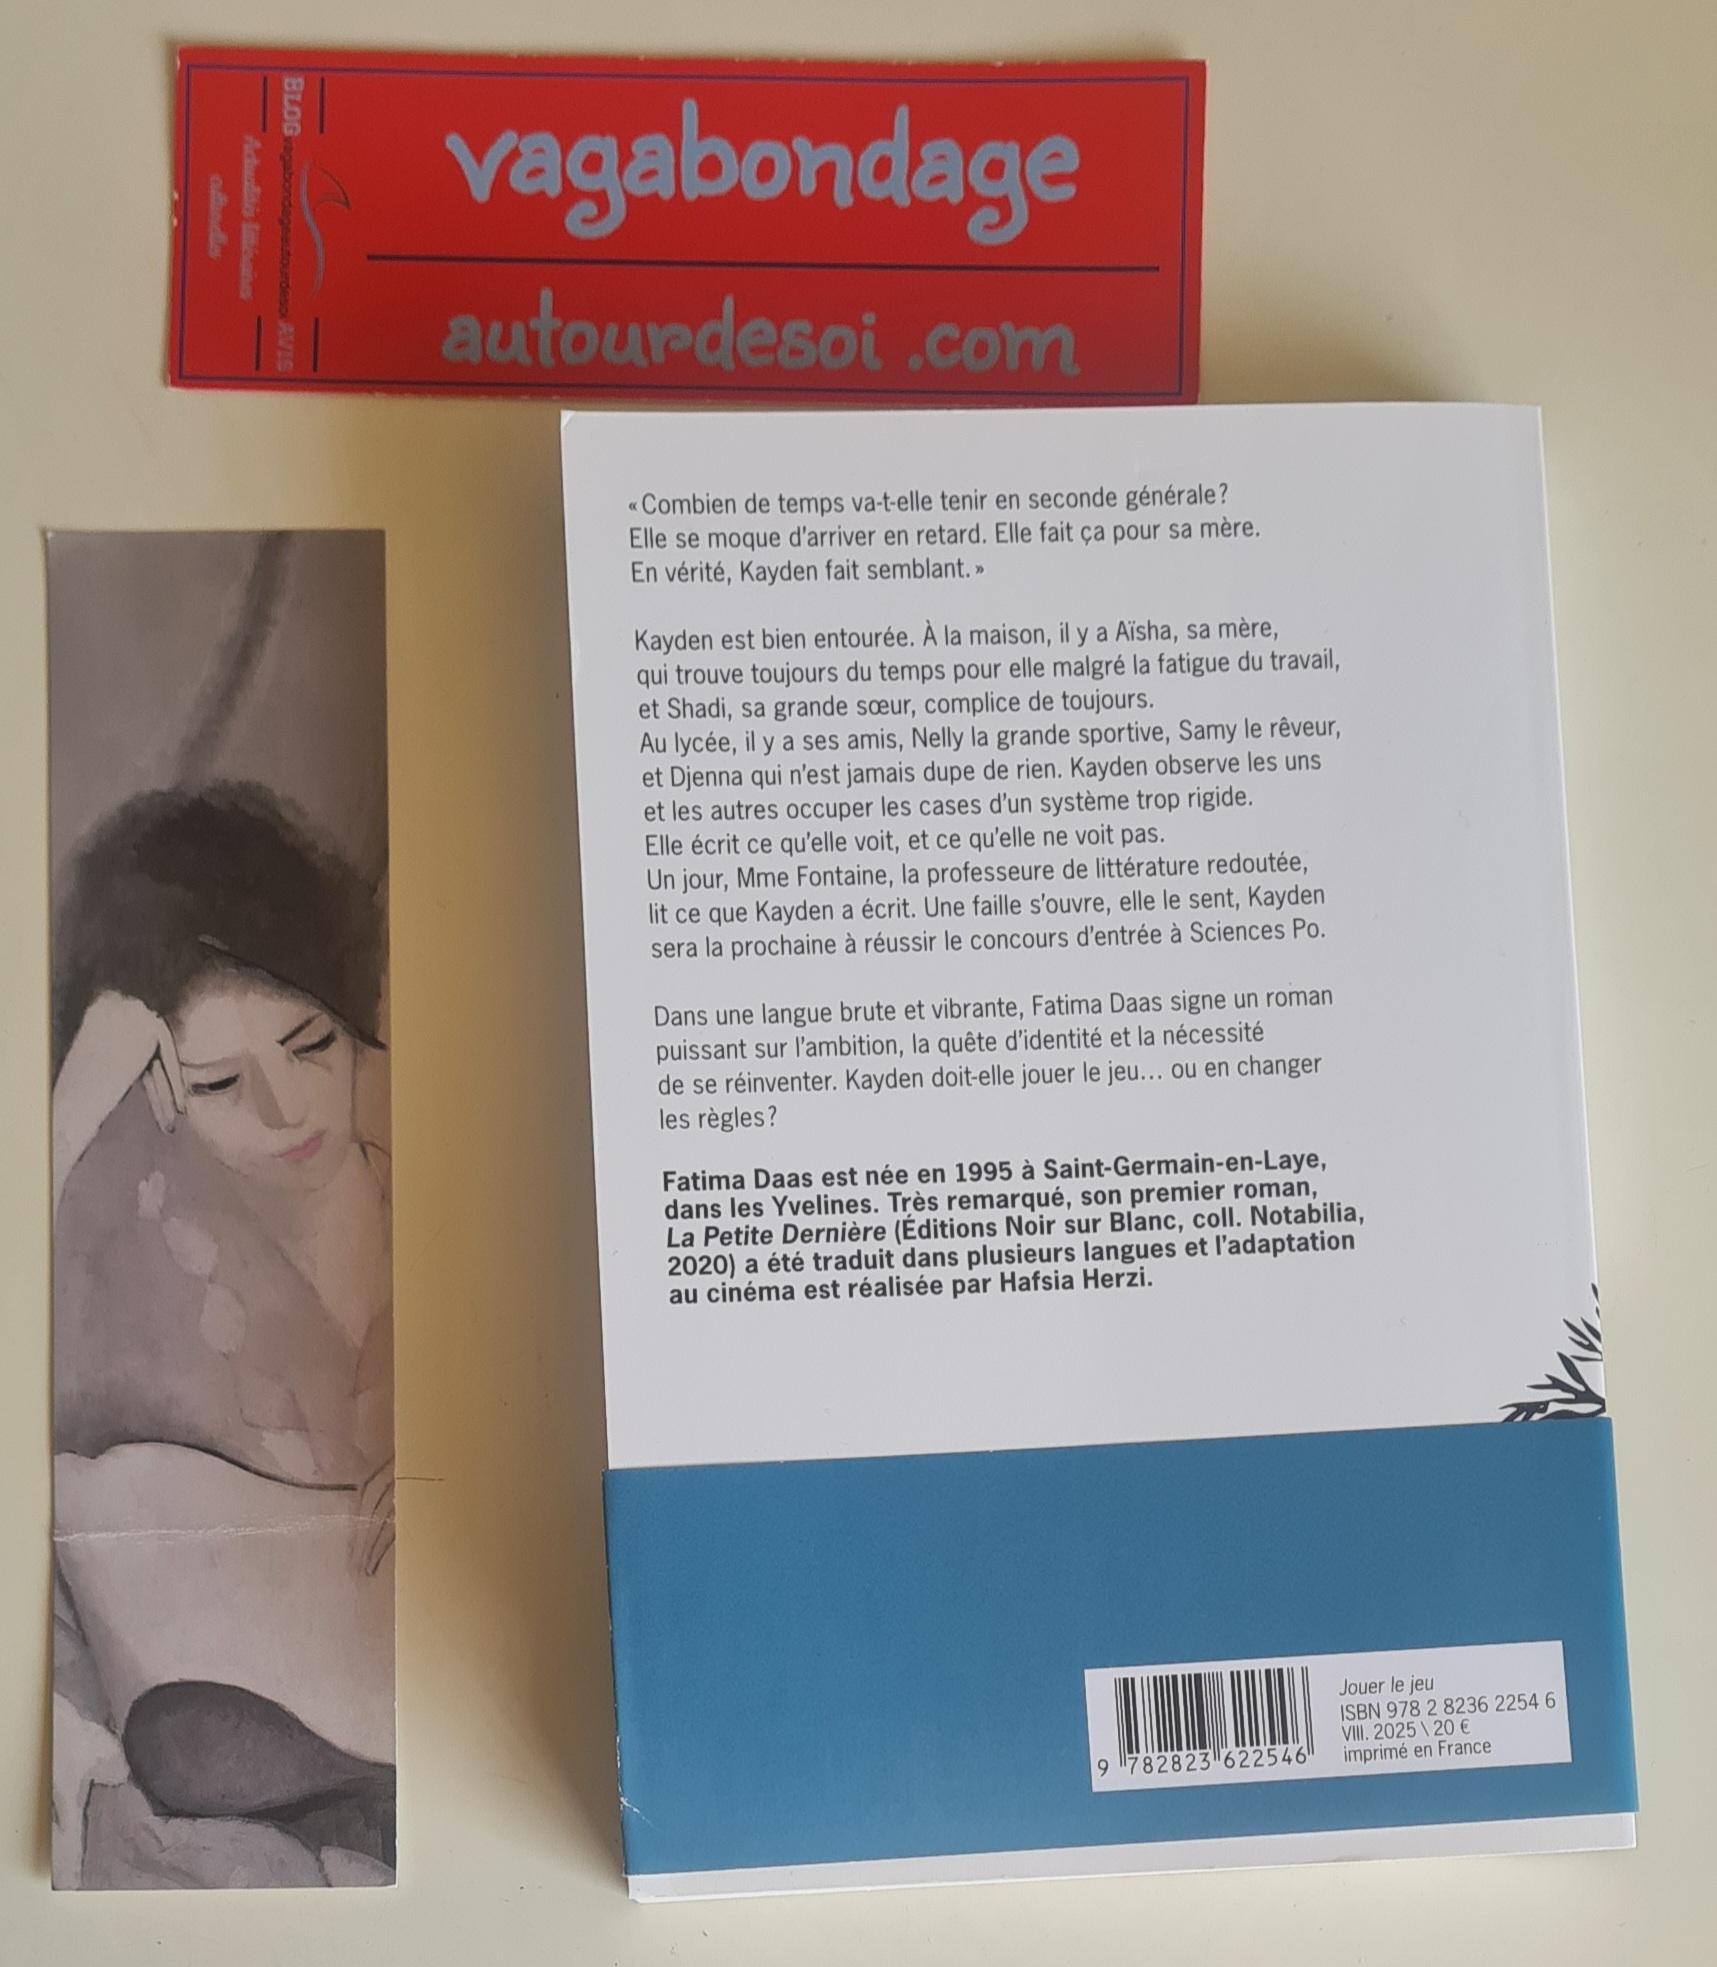 vagabondage
autourdesoi .com
BLOG vagabondageautourdesoi AVIS
Actualités littéraires
culturelles
« Combien de temps va-t-elle tenir en seconde générale ?
Elle se moque d'arriver en retard. Elle fait ça pour sa mère.
En vérité, Kayden fait semblant. »
Kayden est bien entourée. À la maison, il y a Aïsha, sa mère,
qui trouve toujours du temps pour elle malgré la fatigue du travail,
et Shadi, sa grande sœur, complice de toujours.
Au lycée, il y a ses amis, Nelly la grande sportive, Samy le rêveur,
et Djenna qui n'est jamais dupe de rien. Kayden observe les uns
et les autres occuper les cases d'un système trop rigide.
Elle écrit ce qu'elle voit, et ce qu'elle ne voit pas.
Un jour, Mme Fontaine, la professeure de littérature redoutée,
lit ce que Kayden a écrit. Une faille s'ouvre, elle le sent, Kayden
sera la prochaine à réussir le concours d'entrée à Sciences Po.
Dans une langue brute et vibrante, Fatima Daas signe un roman
puissant sur l'ambition, la quête d'identité et la nécessité
de se réinventer. Kayden doit-elle jouer le jeu... ou en changer
les règles ?
Fatima Daas est née en 1995 à Saint-Germain-en-Laye,
dans les Yvelines. Très remarqué, son premier roman,
La Petite Dernière (Éditions Noir sur Blanc, coll. Notabilia,
2020) a été traduit dans plusieurs langues et l'adaptation
au cinéma est réalisée par Hafsia Herzi.
9 782823 622546
Jouer le jeu
ISBN 978 2 8236 2254 6
VIII. 2025 \ 20 €
imprimé en France